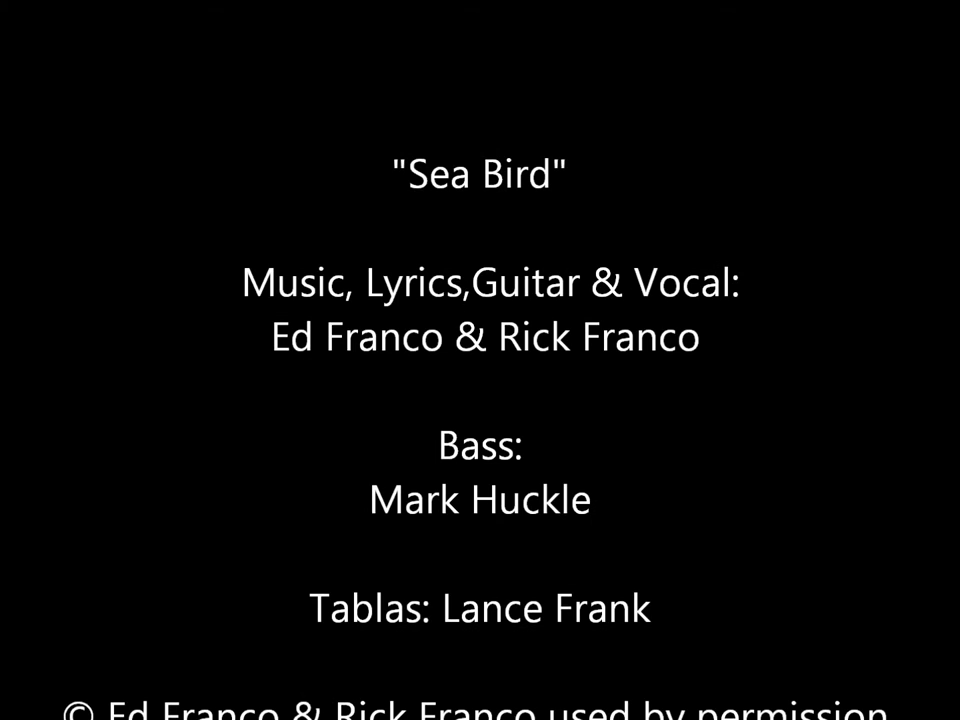 "Sea Bird"
Music, Lyrics,Guitar & Vocal:
Ed Franco & Rick Franco
Bass:
Mark Huckle
Tablas: Lance Frank
© Ed Franco & Rick Franco used by permission